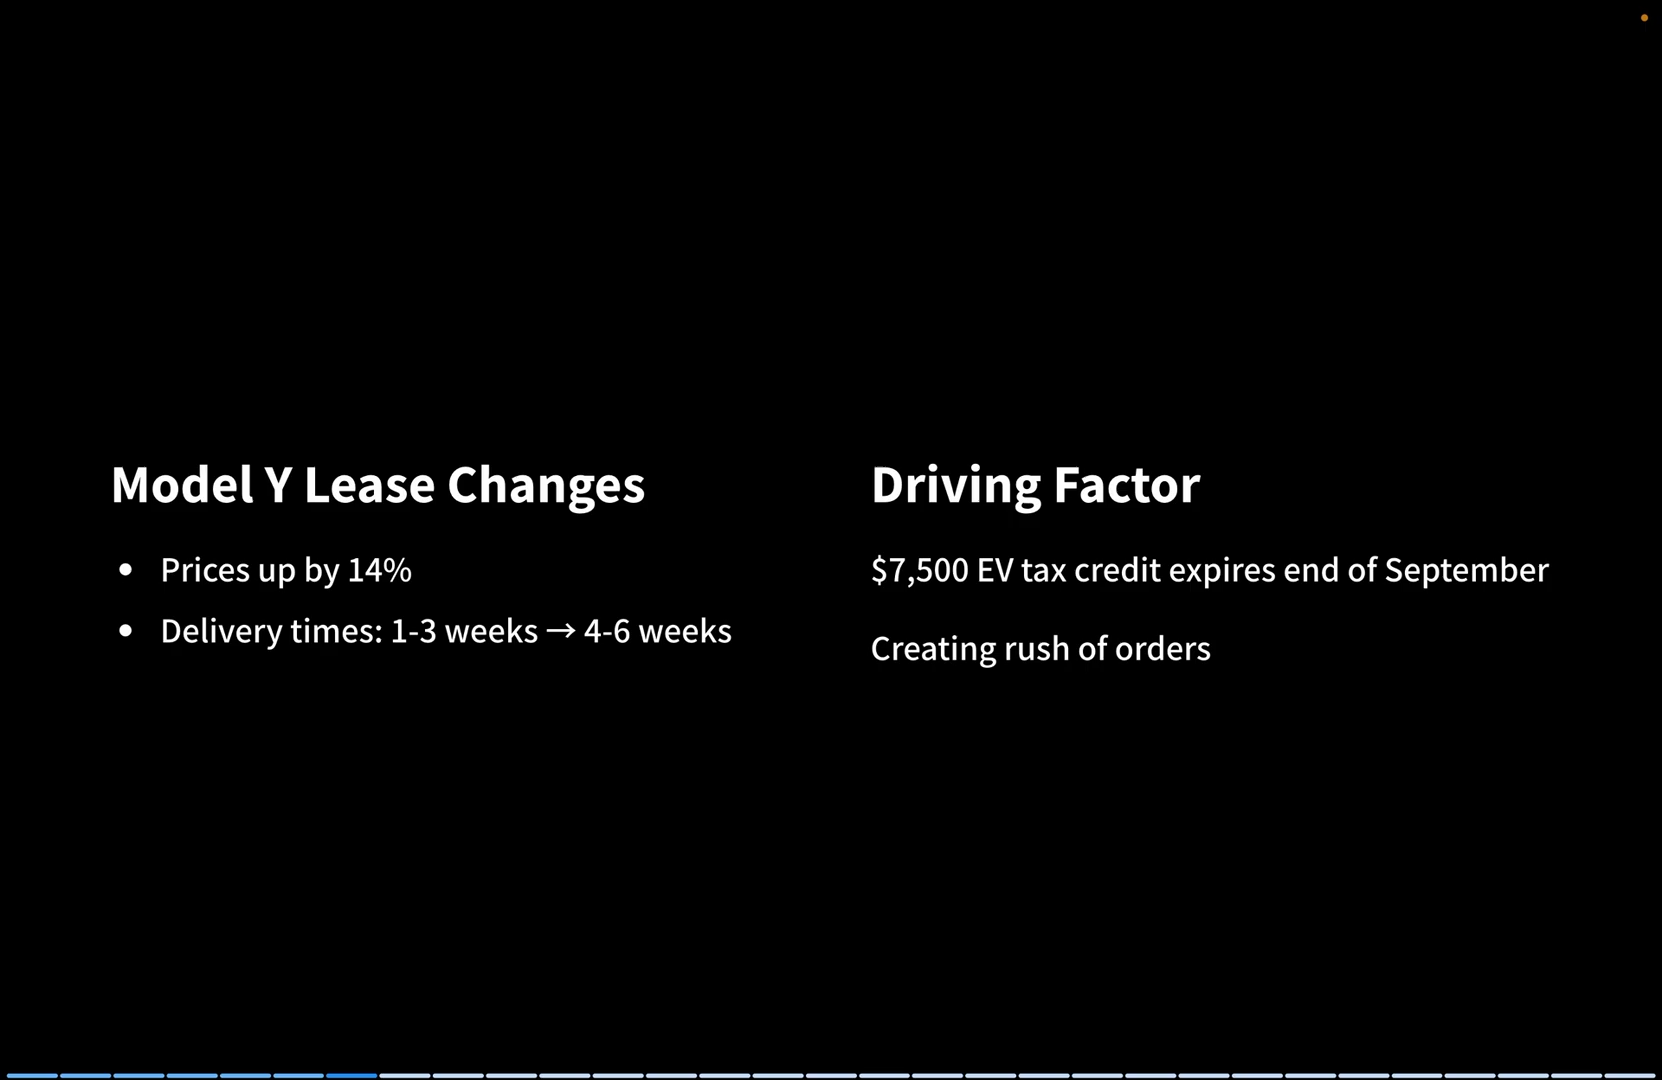 Model Y Lease Changes
• Prices up by 14%
• Delivery times: 1-3 weeks → 4-6 weeks
Driving Factor
$7,500 EV tax credit expires end of September
Creating rush of orders